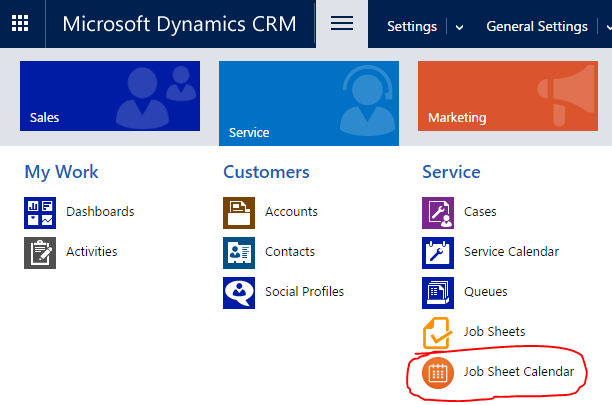 Microsoft Dynamics CRM Settings General Settings
Sales Service Marketing
My Work
Dashboards
Activities
Customers
Accounts
Contacts
Social Profiles
Service
Cases
Service Calendar
Queues
Job Sheets
Job Sheet Calendar